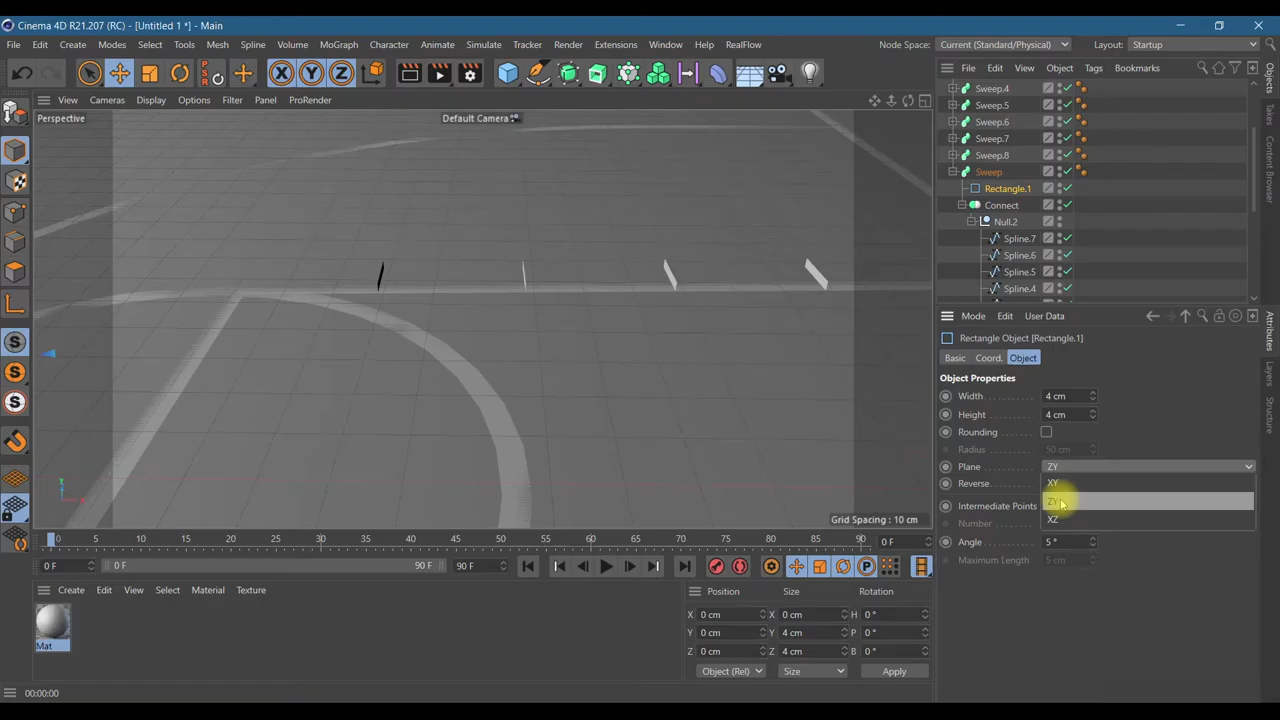 Cinema 4D R21.207 (RC) - [Untitled 1 *] - Main
File Edit Create Modes Select Tools Mesh Spline Volume MoGraph Character Animate Simulate Tracker Render Extensions Window Help RealFlow Node Space: Current (Standard/Physical) Layout: Startup
X Y Z
PSR
View Cameras Display Options Filter Panel ProRender
File Edit View Object Tags Bookmarks
Perspective
Default Camera
Sweep.4
Sweep.5
Sweep.6
Sweep.7
Sweep.8
Sweep
Rectangle.1
Connect
Null.2
Spline.7
Spline.6
Spline.5
Spline.4
Objects
Takes
Content Browser
Mode Edit User Data
Rectangle Object [Rectangle.1]
Basic Coord. Object
Object Properties
Width 4 cm
Height 4 cm
Rounding
Radius 50 cm
Plane ZY
Reverse XY
Intermediate Points ZY
Number XZ
Angle 5 °
Maximum Length 5 cm
Attributes
Layers
Structure
Y
X
Grid Spacing : 10 cm
0 5 10 15 20 25 30 35 40 45 50 55 60 65 70 75 80 85 90 0 F
0 F 0 F 90 F 90 F
Create Edit View Select Material Texture
Mat
Position Size Rotation
X 0 cm X 0 cm H 0 °
Y 0 cm Y 4 cm P 0 °
Z 0 cm Z 4 cm B 0 °
Object (Rel) Size Apply
00:00:00